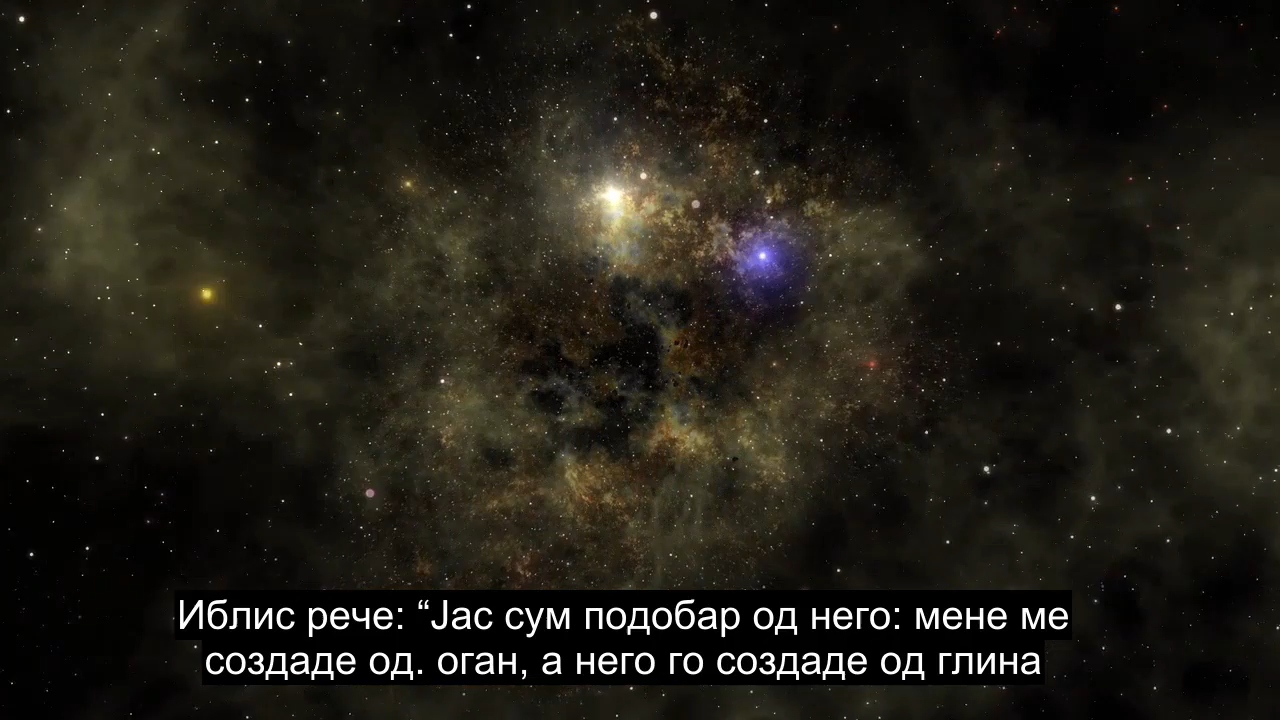 Иблис рече: “Јас сум подобар од него: мене ме
создаде од. оган, а него го создаде од глина